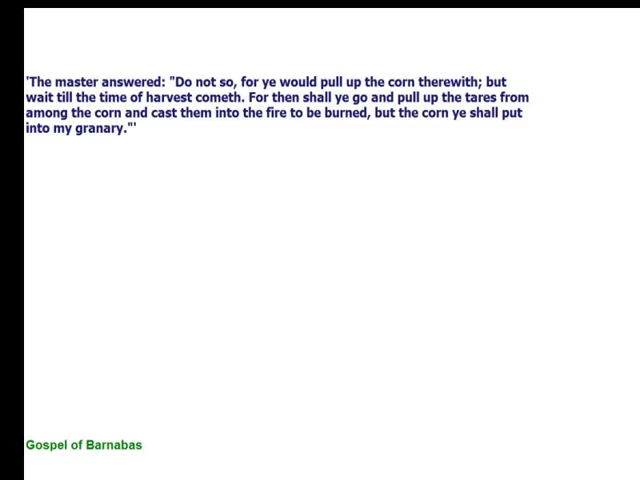 'The master answered: "Do not so, for ye would pull up the corn therewith; but
wait till the time of harvest cometh. For then shall ye go and pull up the tares from
among the corn and cast them into the fire to be burned, but the corn ye shall put
into my granary."'
Gospel of Barnabas